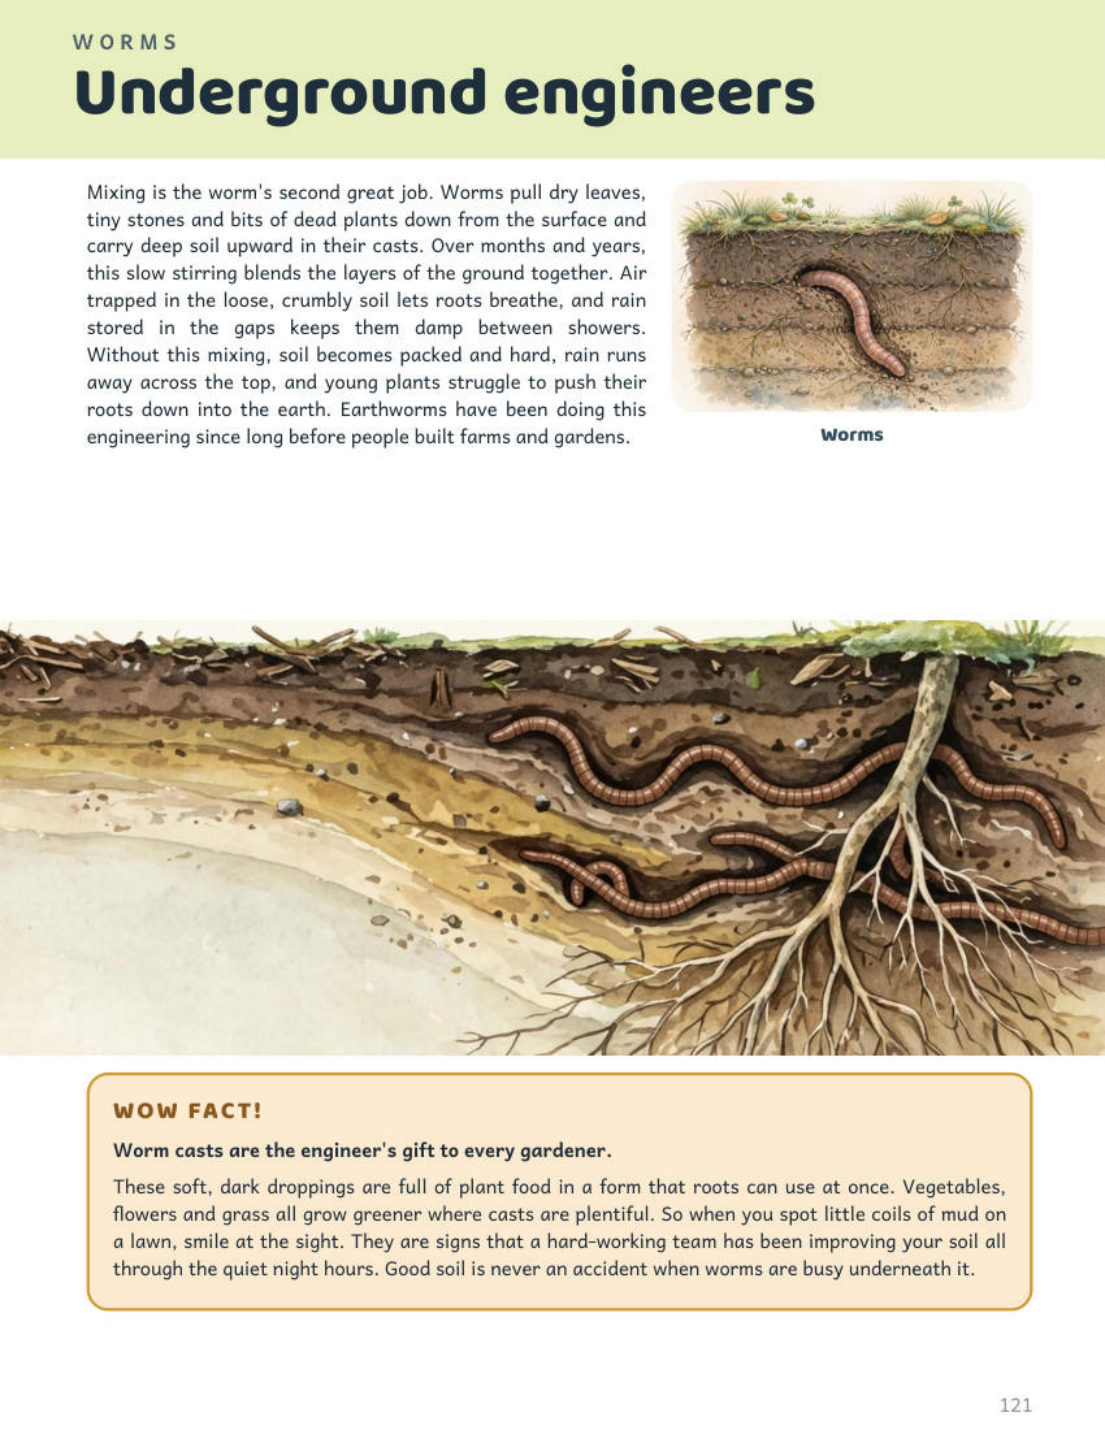 WORMS
Underground engineers
Mixing is the worm's second great job. Worms pull dry leaves,
tiny stones and bits of dead plants down from the surface and
carry deep soil upward in their casts. Over months and years,
this slow stirring blends the layers of the ground together. Air
trapped in the loose, crumbly soil lets roots breathe, and rain
stored in the gaps keeps them damp between showers.
Without this mixing, soil becomes packed and hard, rain runs
away across the top, and young plants struggle to push their
roots down into the earth. Earthworms have been doing this
engineering since long before people built farms and gardens.
Worms
WOW FACT!
Worm casts are the engineer's gift to every gardener.
These soft, dark droppings are full of plant food in a form that roots can use at once. Vegetables,
flowers and grass all grow greener where casts are plentiful. So when you spot little coils of mud on
a lawn, smile at the sight. They are signs that a hard-working team has been improving your soil all
through the quiet night hours. Good soil is never an accident when worms are busy underneath it.
121